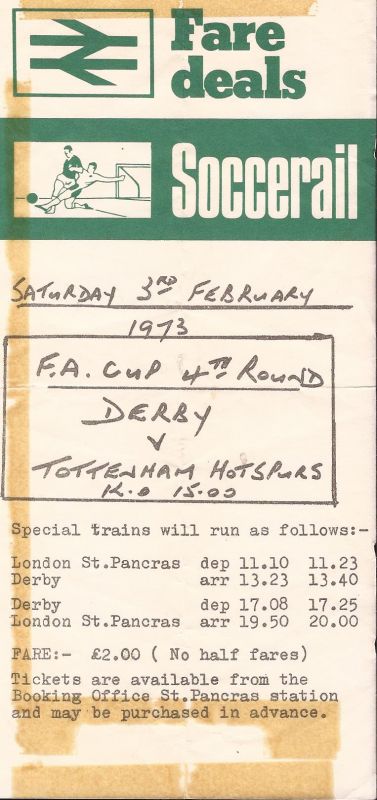 Fare
deals
Soccerail
SATURDAY 3RD FEBRUARY
1973
F.A. CUP 4TH ROUND
DERBY
V
TOTTENHAM HOTSPURS
K.O 15.00
Special trains will run as follows:-
London St.Pancras dep 11.10 11.23
Derby arr 13.23 13.40
Derby dep 17.08 17.25
London St.Pancras arr 19.50 20.00
FARE:- £2.00 ( No half fares)
Tickets are available from the
Booking Office St.Pancras station
and may be purchased in advance.